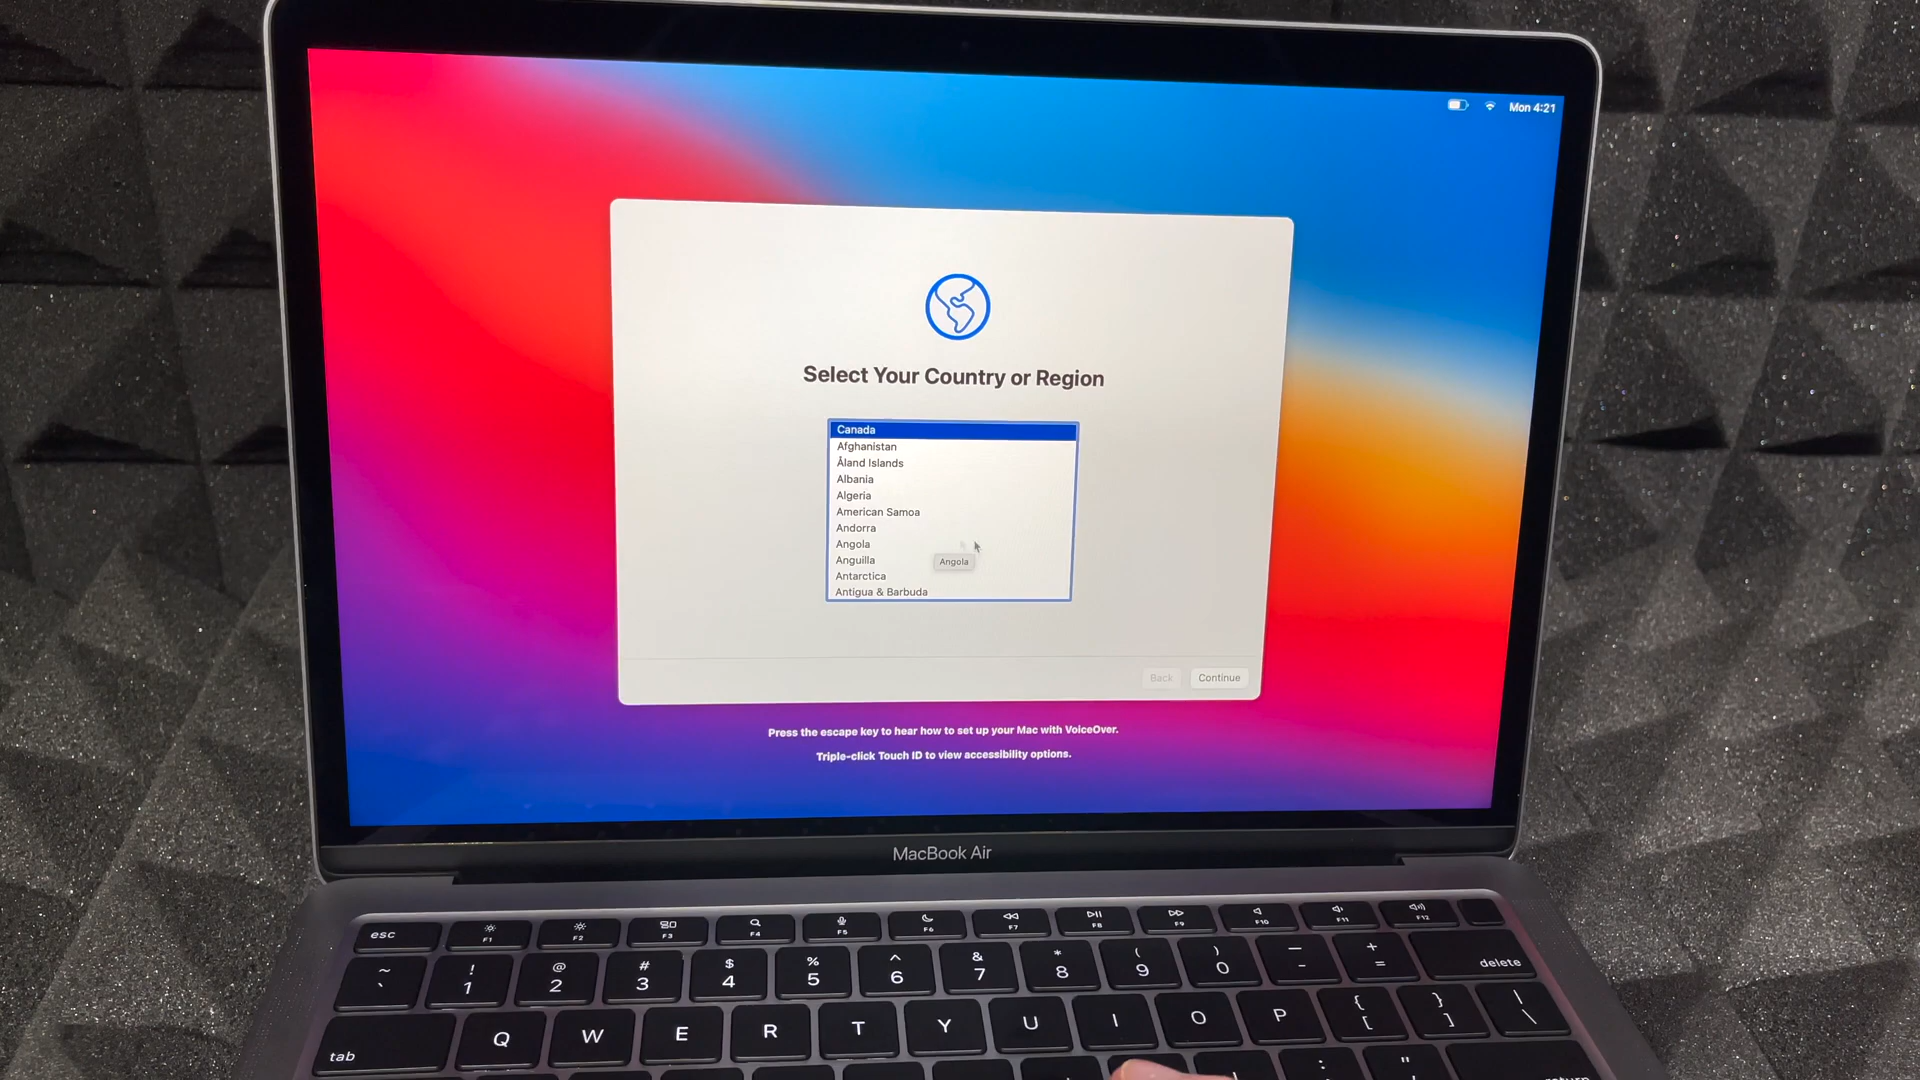 Mon 4:21
Select Your Country or Region
Canada
Afghanistan
Åland Islands
Albania
Algeria
American Samoa
Andorra
Angola
Anguilla
Angola
Antarctica
Antigua & Barbuda
Back
Continue
Press the escape key to hear how to set up your Mac with VoiceOver.
Triple-click Touch ID to view accessibility options.
MacBook Air
esc F1 F2 F3 F4 F5 F6 F7 F8 F9 F10 F11 F12
~ ! @ # $ % ^ & * ( ) — +
` 1 2 3 4 5 6 7 8 9 0 - = delete
tab Q W E R T Y U I O P { [ } ] | \
: "